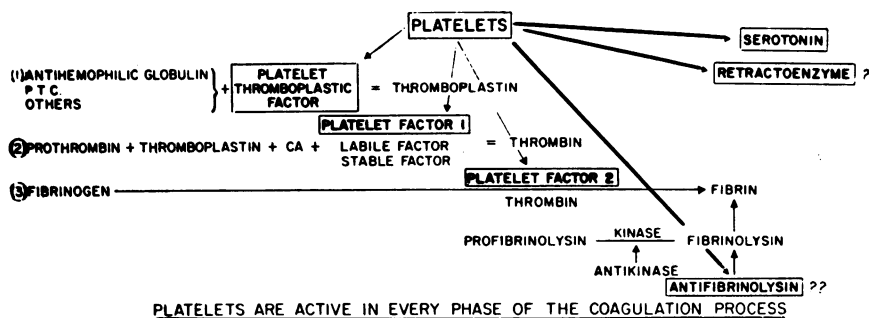 PLATELETS
SEROTONIN
RETRACTOENZYME ?
(1) ANTIHEMOPHILIC GLOBULIN
P T C.
OTHERS
+ PLATELET
THROMBOPLASTIC
FACTOR
= THROMBOPLASTIN
PLATELET FACTOR 1
(2) PROTHROMBIN + THROMBOPLASTIN + CA + LABILE FACTOR
STABLE FACTOR
= THROMBIN
PLATELET FACTOR 2
(3) FIBRINOGEN
THROMBIN
FIBRIN
PROFIBRINOLYSIN
KINASE
FIBRINOLYSIN
ANTIKINASE
ANTIFIBRINOLYSIN ??
PLATELETS ARE ACTIVE IN EVERY PHASE OF THE COAGULATION PROCESS